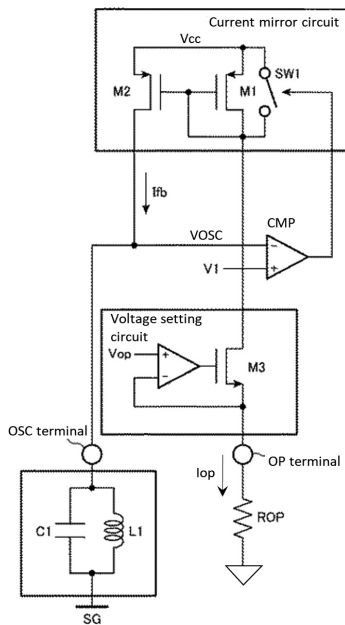 Current mirror circuit
Vcc
SW1
M2
M1
Ifb
VOSC
CMP
V1
Voltage setting
circuit
Vop
M3
OSC terminal
OP terminal
Iop
C1
L1
ROP
SG